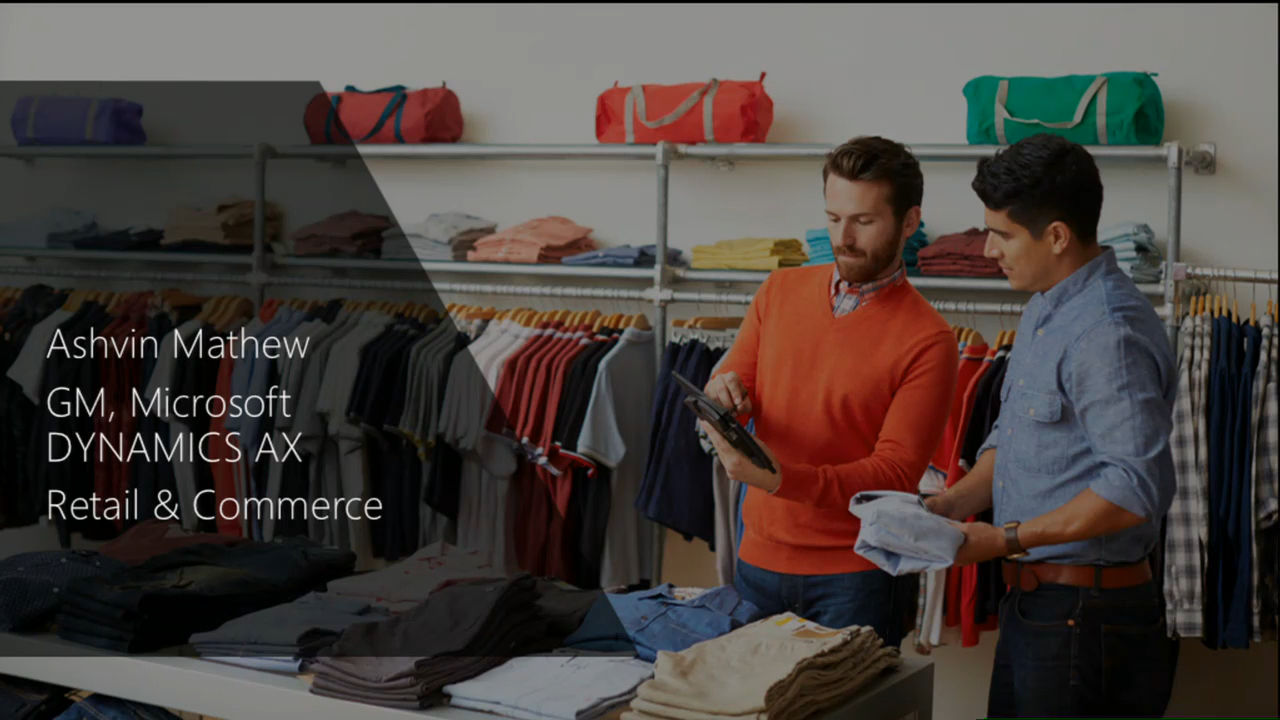 Ashvin Mathew
GM, Microsoft
DYNAMICS AX
Retail & Commerce